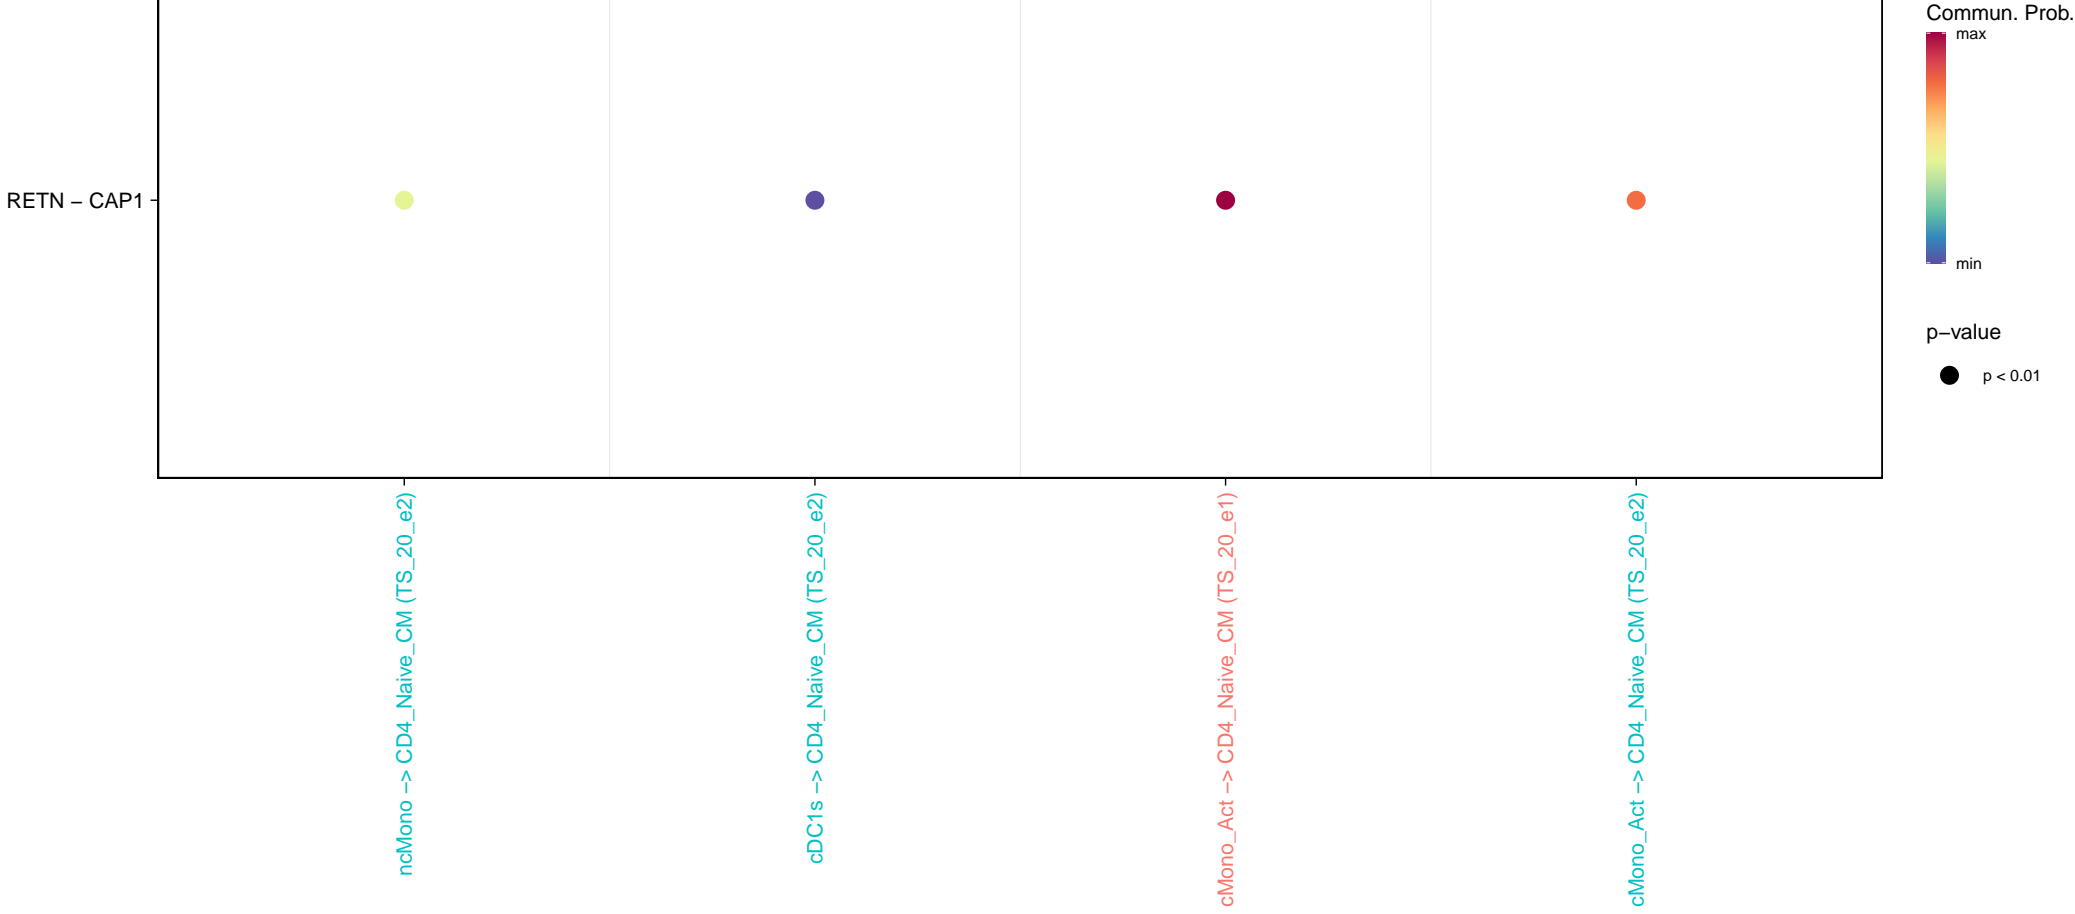 RETN – CAP1
ncMono –> CD4_Naive_CM (TS_20_e2)
cDC1s –> CD4_Naive_CM (TS_20_e2)
cMono_Act –> CD4_Naive_CM (TS_20_e1)
cMono_Act –> CD4_Naive_CM (TS_20_e2)
Commun. Prob.
max
min
p–value
p < 0.01